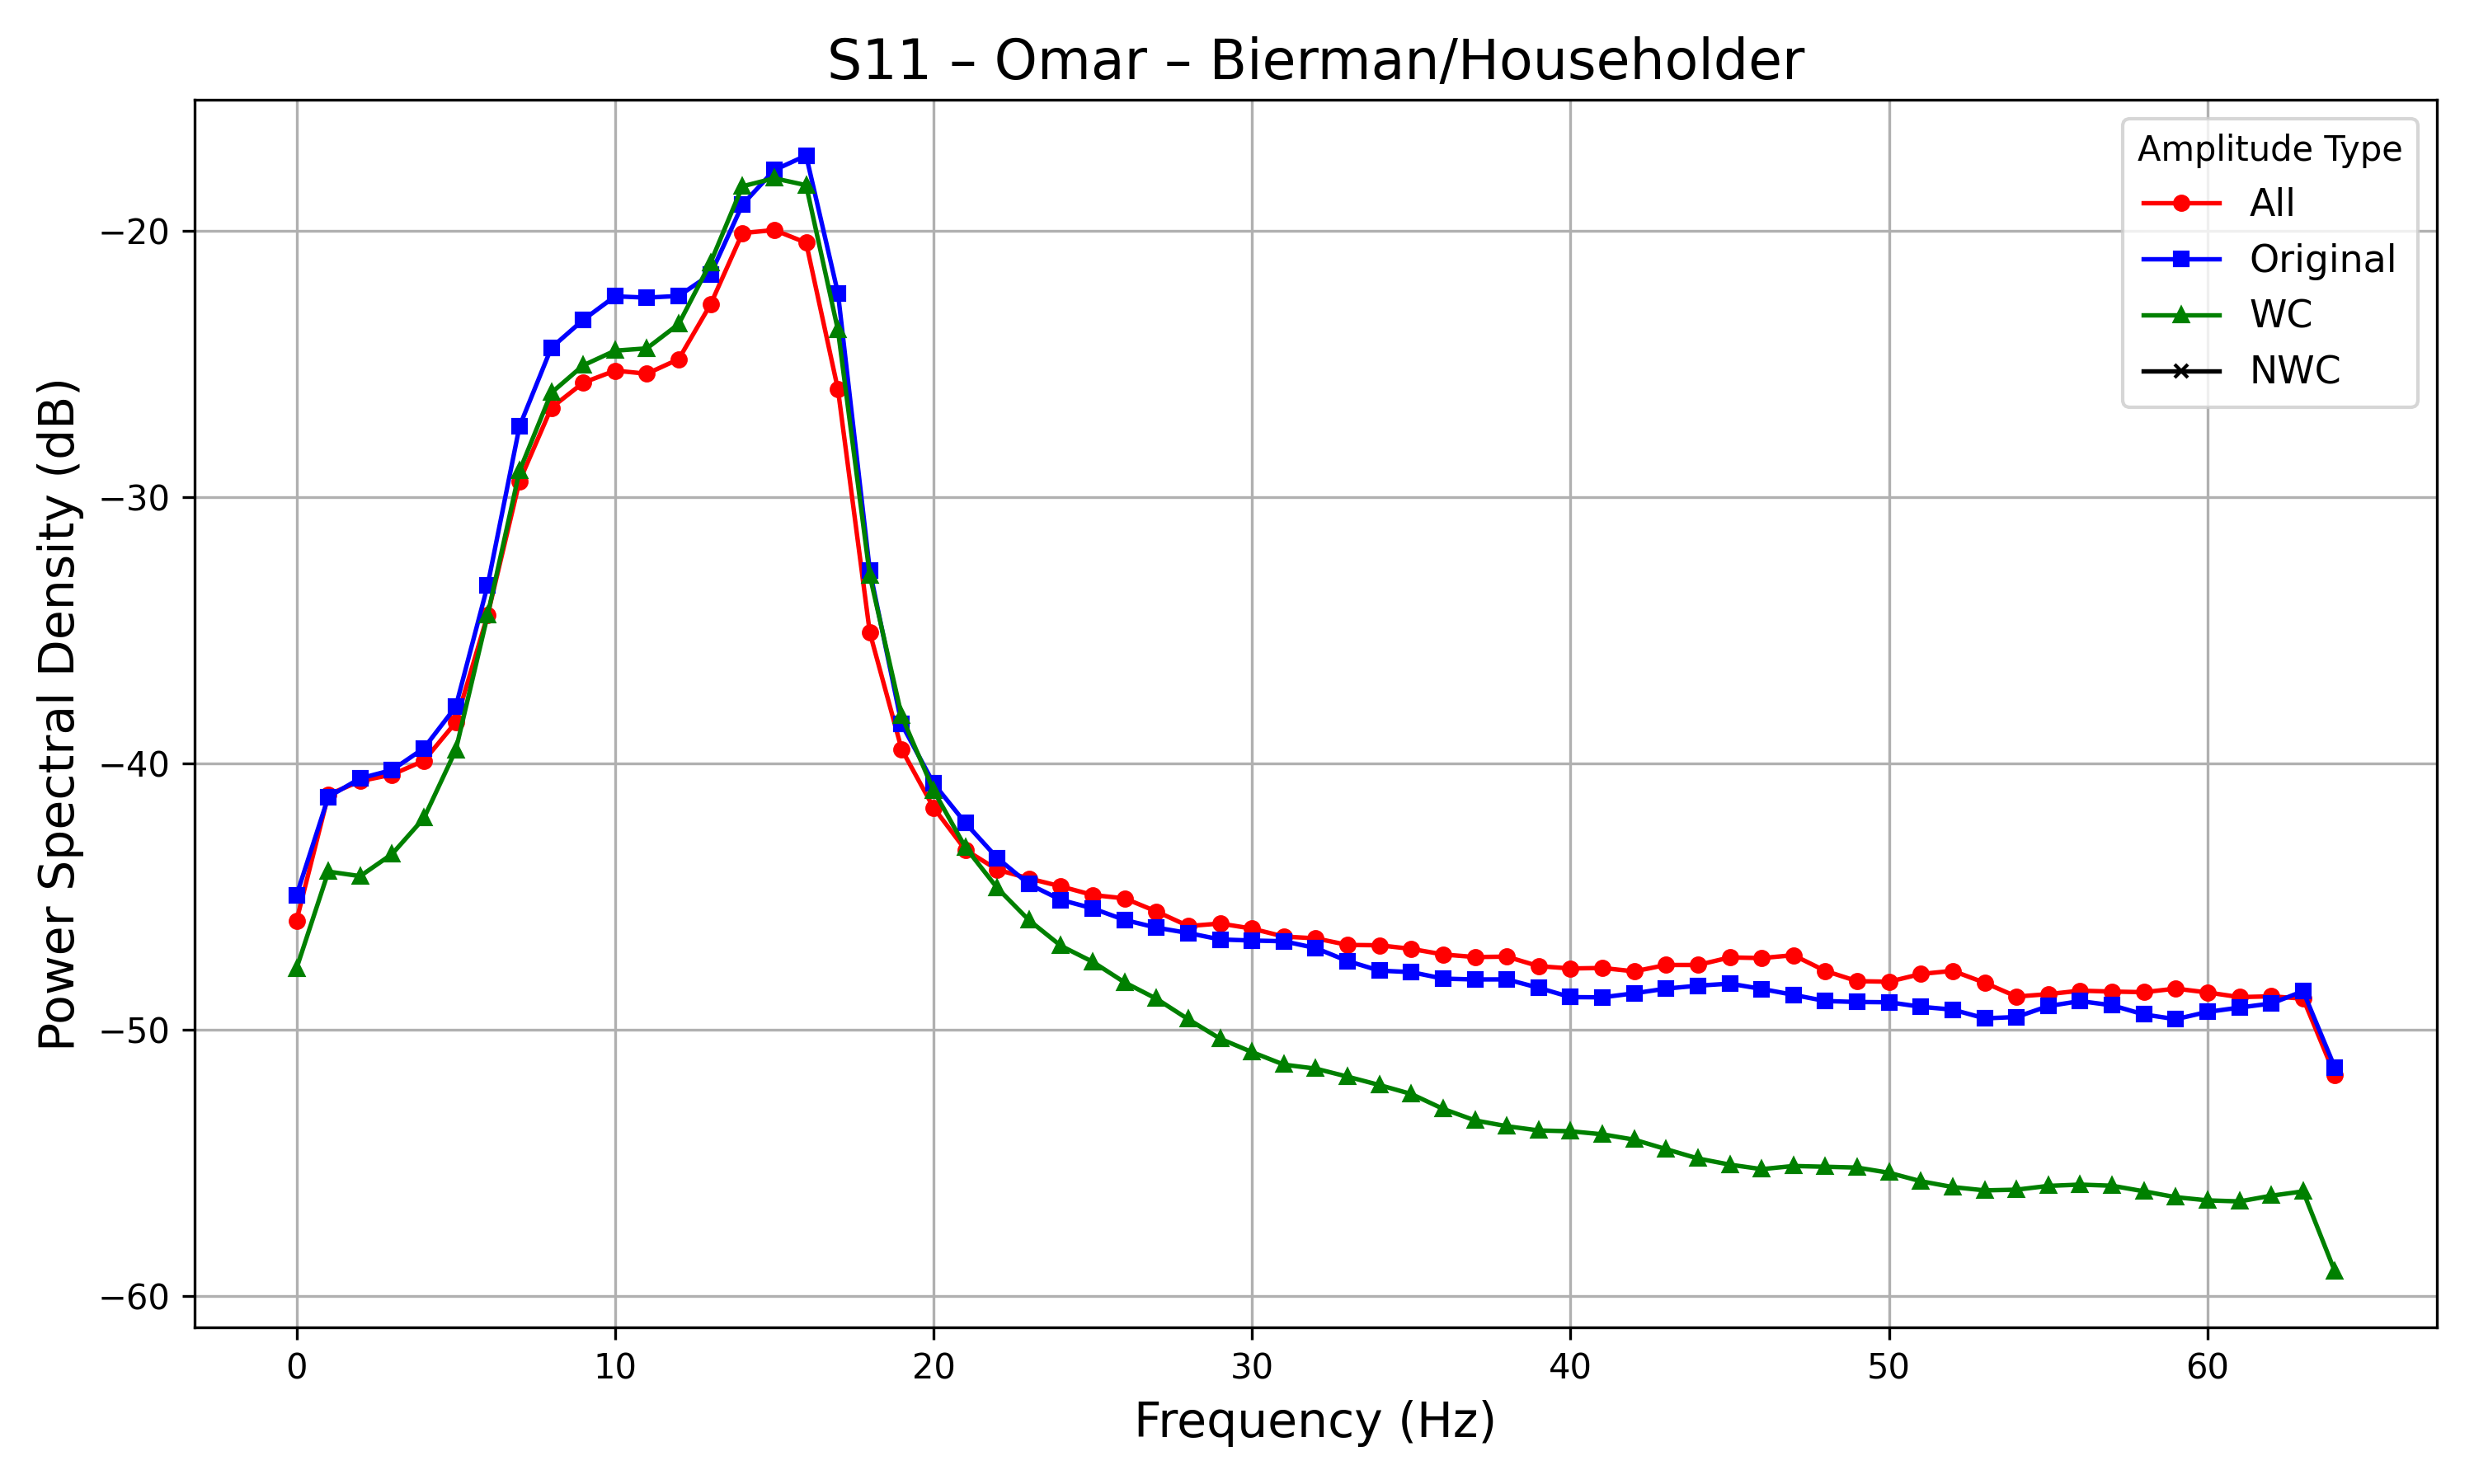 S11 – Omar – Bierman/Householder
Amplitude Type
All
Original
WC
NWC
Power Spectral Density (dB)
−20
−30
−40
−50
−60
0 10 20 30 40 50 60
Frequency (Hz)